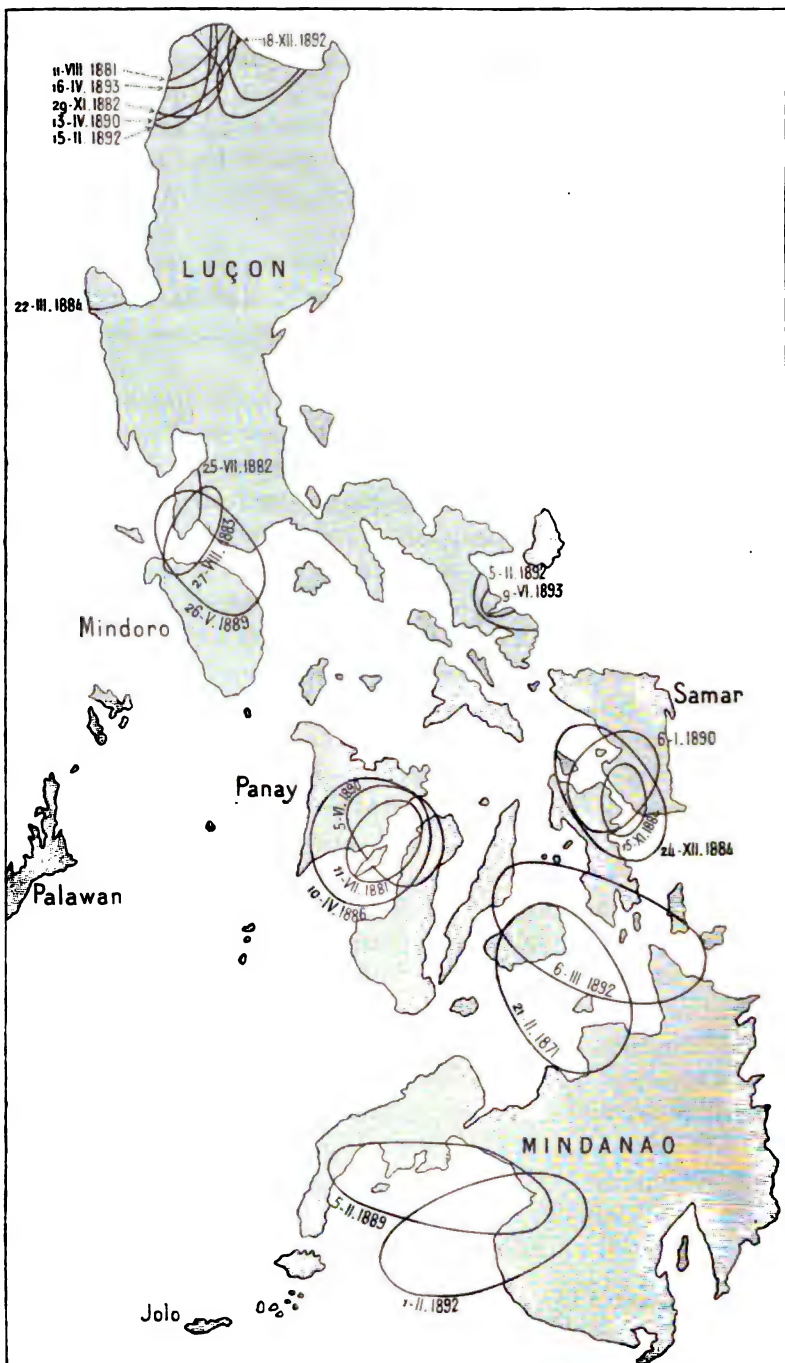 18-XII.1892
11-VIII 1881
16-IV. 1893
29-XI. 1882
13-IV. 1890
15-II. 1892
LUÇON
22-III.1884
25-VII.1882
27-VIII. 1883
26-V. 1889
5-II. 1892
9-VI. 1893
Mindoro
Samar
6-I. 1890
Panay
5-VI. 1890
24-XII. 1884
11-VII. 1881
10-IV. 1886
Palawan
6-III 1892
21-II. 1871
MINDANAO
5-II. 1889
1-II. 1892
Jolo